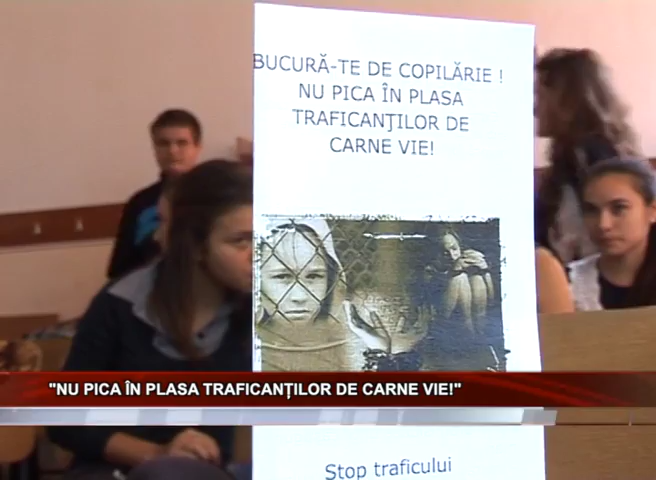 BUCURĂ-TE DE COPILĂRIE !
NU PICA ÎN PLASA
TRAFICANŢILOR DE
CARNE VIE!
"NU PICA ÎN PLASA TRAFICANȚILOR DE CARNE VIE!"
Stop traficului